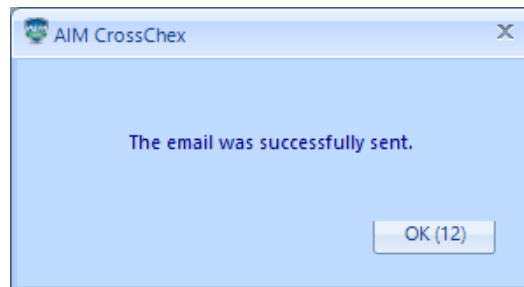 AIM CrossChex
The email was successfully sent.
OK (12)